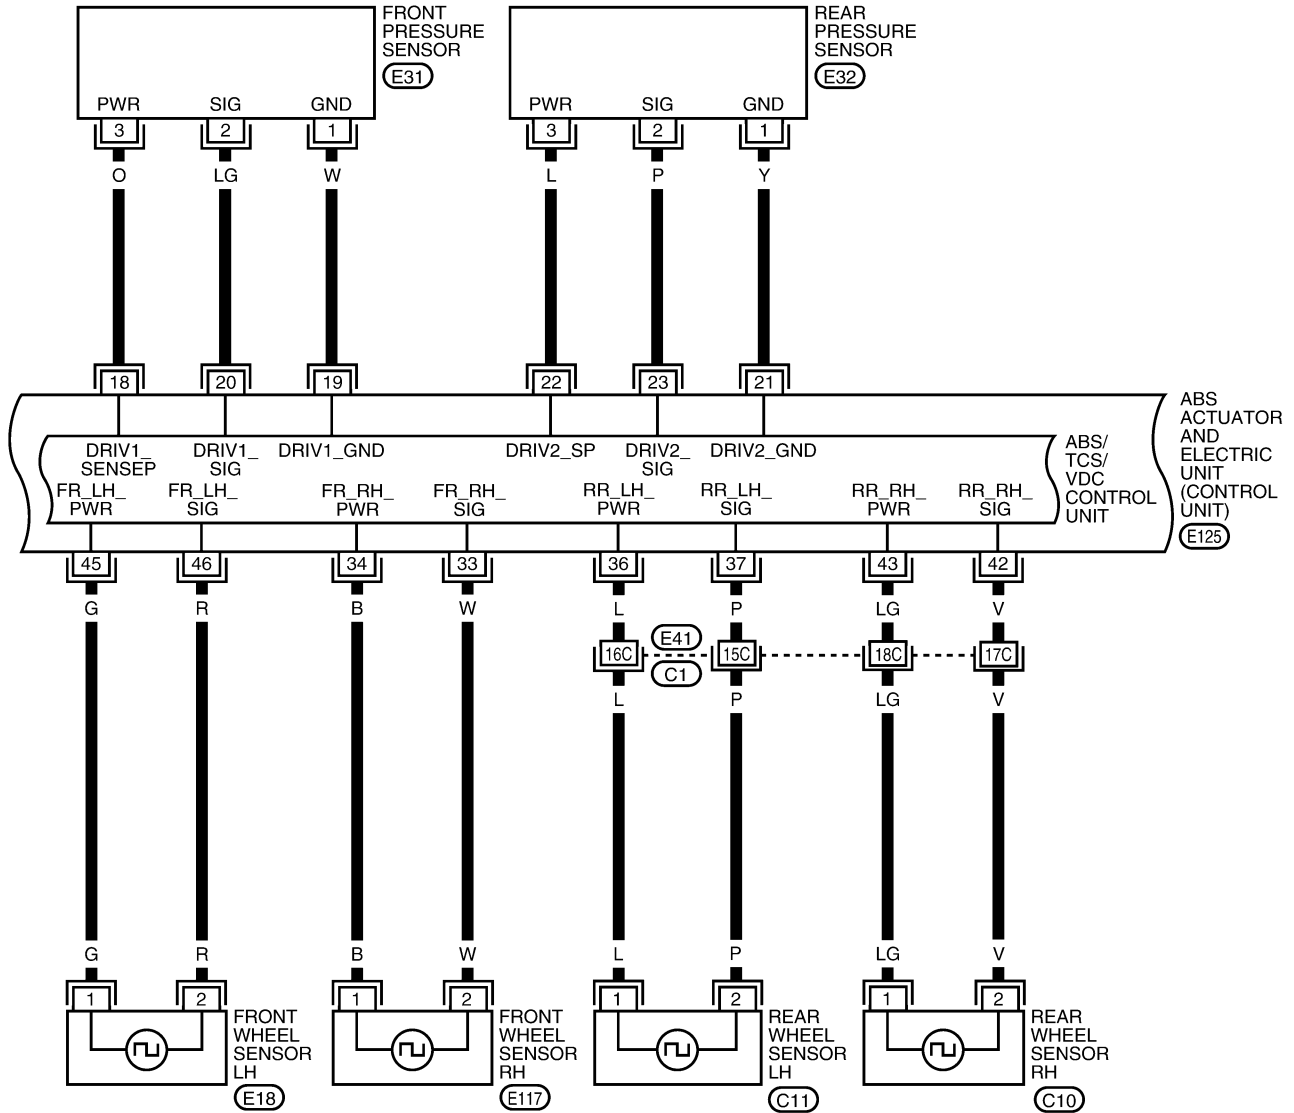 FRONT
PRESSURE
SENSOR
E31
REAR
PRESSURE
SENSOR
E32
PWR SIG GND
PWR SIG GND
3 2 1
3 2 1
O LG W
L P Y
18 20 19 22 23 21
ABS
ACTUATOR
AND
ELECTRIC
UNIT
(CONTROL
UNIT)
E125
ABS/
TCS/
VDC
CONTROL
UNIT
DRIV1_
SENSEP
DRIV1_
SIG
DRIV1_GND
DRIV2_SP
DRIV2_
SIG
DRIV2_GND
FR_LH_
PWR
FR_LH_
SIG
FR_RH_
PWR
FR_RH_
SIG
RR_LH_
PWR
RR_LH_
SIG
RR_RH_
PWR
RR_RH_
SIG
45 46 34 33 36 37 43 42
G R B W L P LG V
E41
16C 15C 18C 17C
C1
L P LG V
G R B W L P LG V
1 2 1 2 1 2 1 2
FRONT
WHEEL
SENSOR
LH
E18
FRONT
WHEEL
SENSOR
RH
E117
REAR
WHEEL
SENSOR
LH
C11
REAR
WHEEL
SENSOR
RH
C10